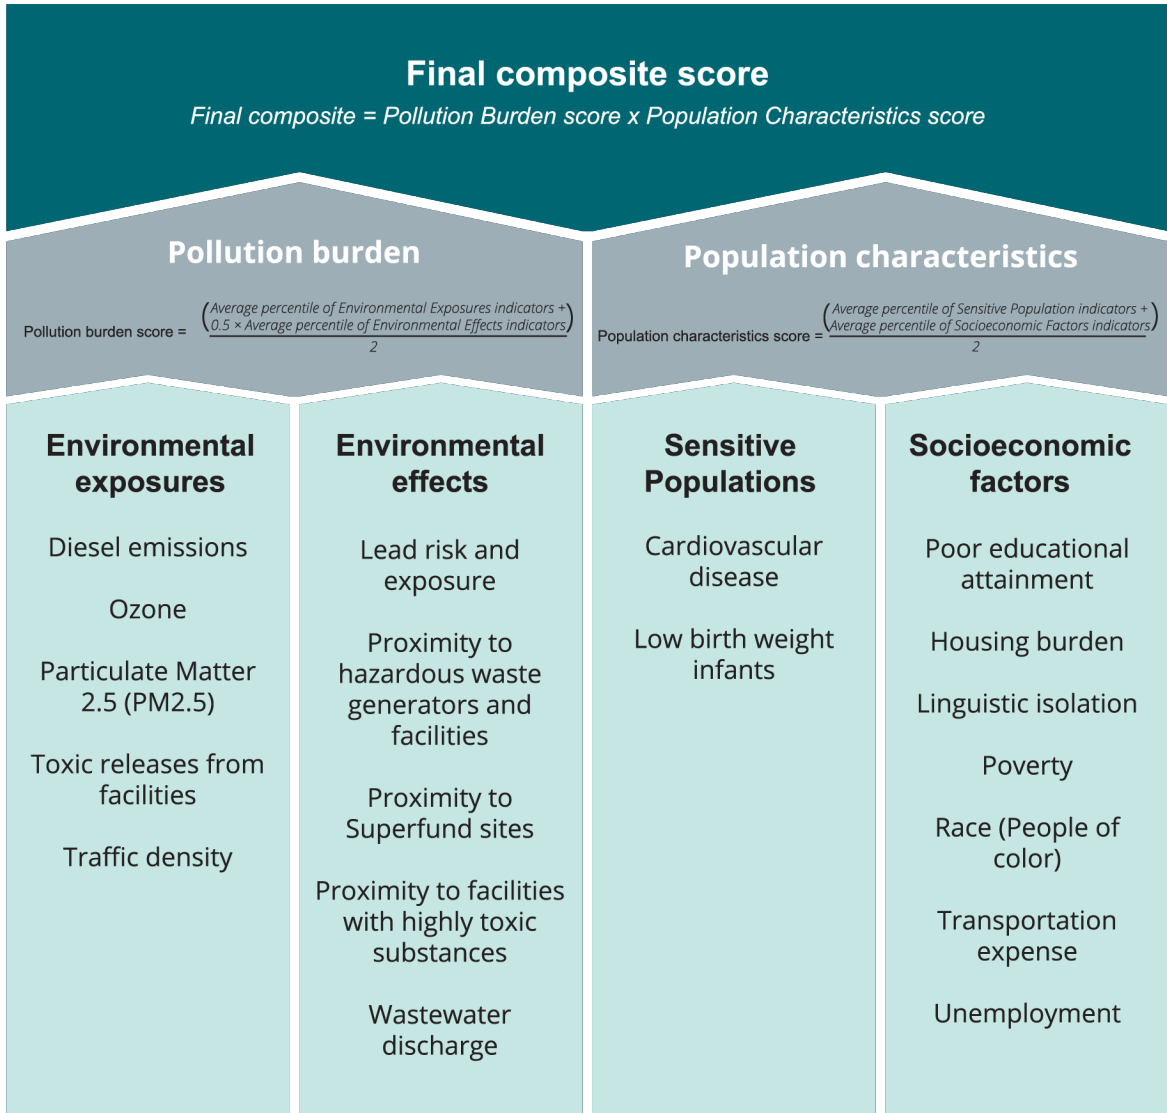 Final composite score
Final composite = Pollution Burden score x Population Characteristics score
Pollution burden
Pollution burden score =
(Average percentile of Environmental Exposures indicators +
0.5 × Average percentile of Environmental Effects indicators)
2
Population characteristics
Population characteristics score =
(Average percentile of Sensitive Population indicators +
Average percentile of Socioeconomic Factors indicators)
2
Environmental
exposures
Diesel emissions
Ozone
Particulate Matter
2.5 (PM2.5)
Toxic releases from
facilities
Traffic density
Environmental
effects
Lead risk and
exposure
Proximity to
hazardous waste
generators and
facilities
Proximity to
Superfund sites
Proximity to facilities
with highly toxic
substances
Wastewater
discharge
Sensitive
Populations
Cardiovascular
disease
Low birth weight
infants
Socioeconomic
factors
Poor educational
attainment
Housing burden
Linguistic isolation
Poverty
Race (People of
color)
Transportation
expense
Unemployment